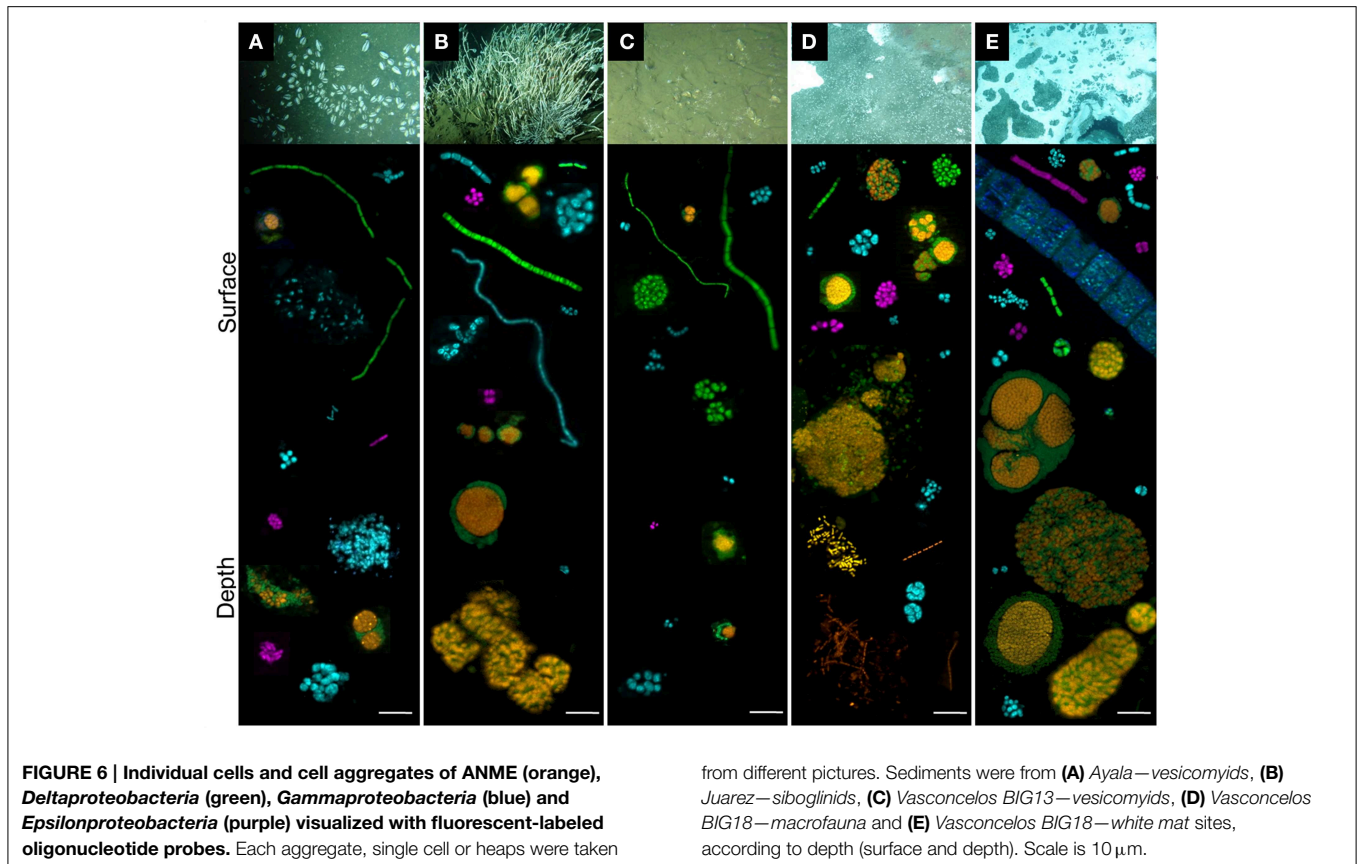 A
B
C
D
E
Surface
Depth
FIGURE 6 | Individual cells and cell aggregates of ANME (orange),
Deltaproteobacteria (green), Gammaproteobacteria (blue) and
Epsilonproteobacteria (purple) visualized with fluorescent-labeled
oligonucleotide probes. Each aggregate, single cell or heaps were taken
from different pictures. Sediments were from (A) Ayala—vesicomyids, (B)
Juarez—siboglinids, (C) Vasconcelos BIG13—vesicomyids, (D) Vasconcelos
BIG18—macrofauna and (E) Vasconcelos BIG18—white mat sites,
according to depth (surface and depth). Scale is 10 μm.